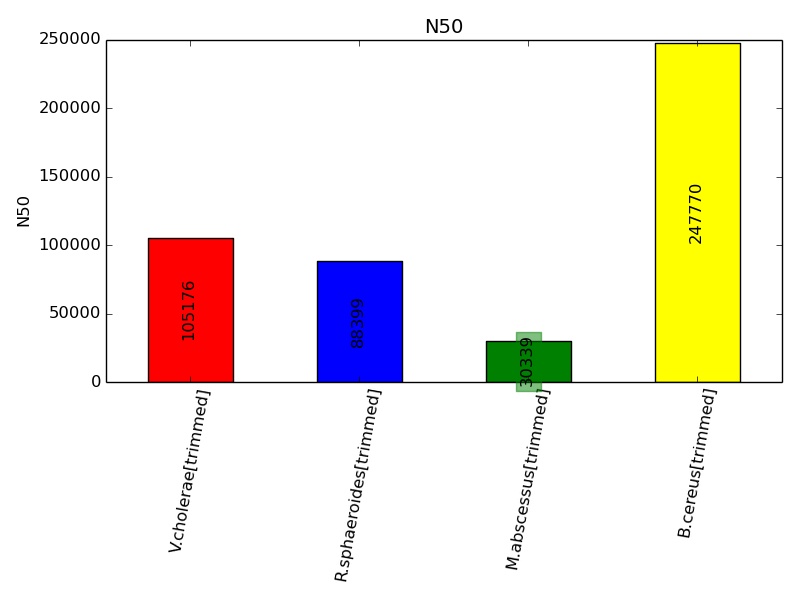 N50
250000
200000
150000
100000
50000
0
N50
105176
88399
30339
247770
V.cholerae[trimmed]
R.sphaeroides[trimmed]
M.abscessus[trimmed]
B.cereus[trimmed]